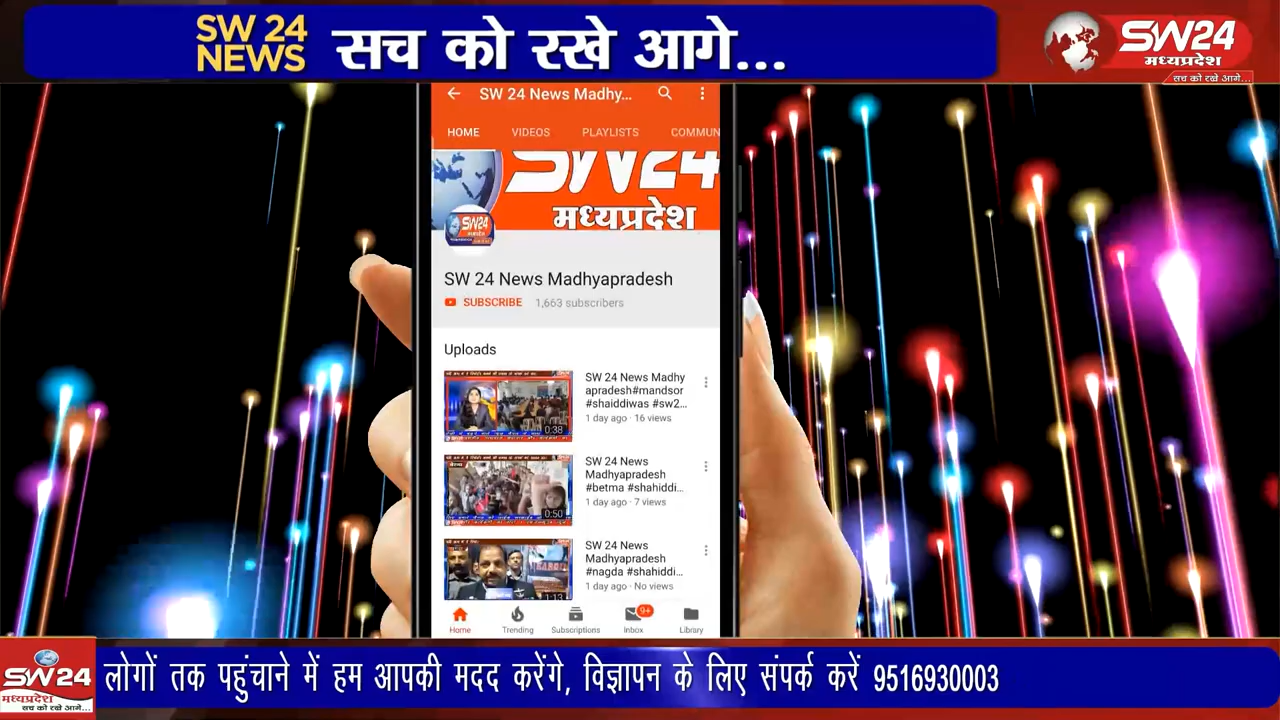 SW 24
NEWS
सच को रखे आगे...
SW24
मध्यप्रदेश
सच को रखे आगे...
SW 24 News Madhy...
HOME VIDEOS PLAYLISTS COMMUN
SW24
मध्यप्रदेश
SW24
SW 24 News Madhyapradesh
SUBSCRIBE 1,663 subscribers
Uploads
SW 24 News Madhy
apradesh#mandsor
#shaiddiwas #sw2...
1 day ago · 16 views
0:38
SW 24 News
Madhyapradesh
#betma #shahiddi...
1 day ago · 7 views
0:50
SW 24 News
Madhyapradesh
#nagda #shahiddi...
1 day ago · No views
1:13
Home Trending Subscriptions Inbox 9+ Library
SW24
मध्यप्रदेश
सच को रखे आगे...
लोगों तक पहुंचाने में हम आपकी मदद करेंगे, विज्ञापन के लिए संपर्क करें 9516930003